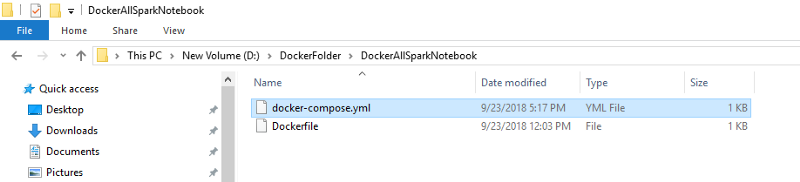 DockerAllSparkNotebook
File Home Share View
This PC New Volume (D:) DockerFolder DockerAllSparkNotebook
Name Date modified Type Size
Quick access
docker-compose.yml 9/23/2018 5:17 PM YML File 1 KB
Desktop
Dockerfile 9/23/2018 12:03 PM File 1 KB
Downloads
Documents
Pictures